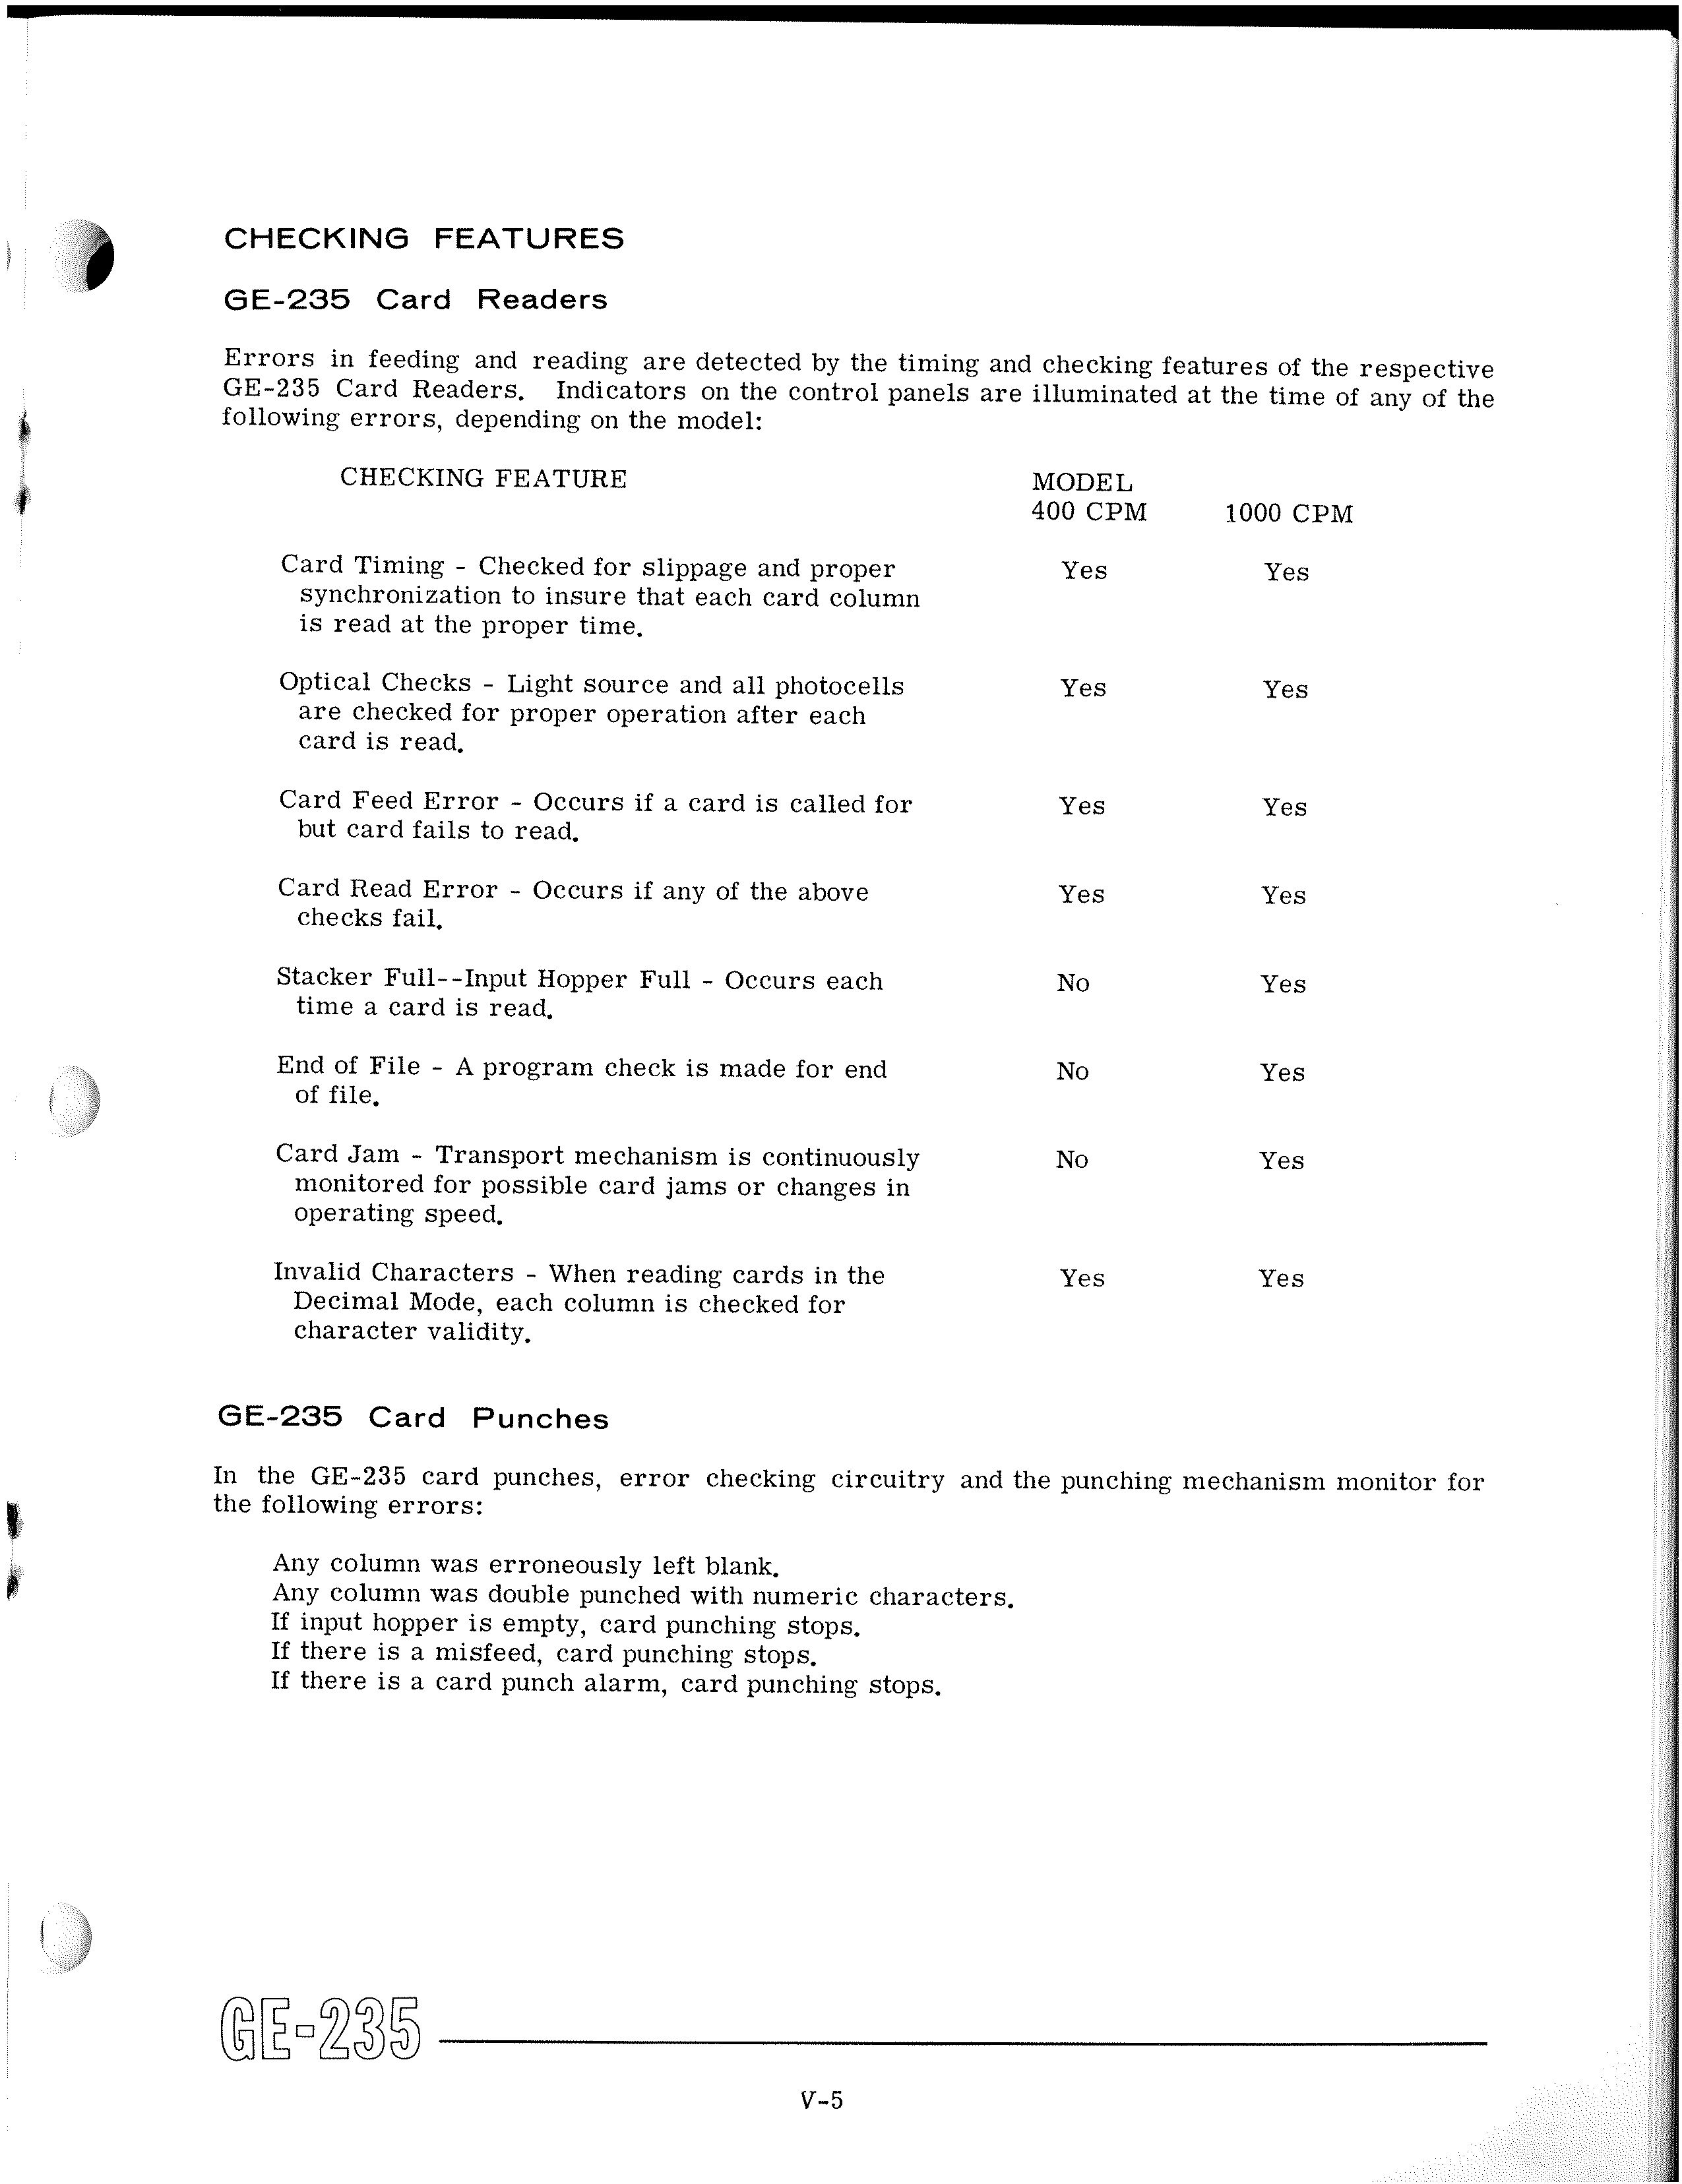 CHECKING FEATURES
GE-235 Card Readers
Errors in feeding and reading are detected by the timing and checking features of the respective
GE-235 Card Readers. Indicators on the control panels are illuminated at the time of any of the
following errors, depending on the model:
CHECKING FEATURE MODEL
400 CPM 1000 CPM
Card Timing - Checked for slippage and proper Yes Yes
synchronization to insure that each card column
is read at the proper time.
Optical Checks - Light source and all photocells Yes Yes
are checked for proper operation after each
card is read.
Card Feed Error - Occurs if a card is called for Yes Yes
but card fails to read.
Card Read Error - Occurs if any of the above Yes Yes
checks fail.
Stacker Full--Input Hopper Full - Occurs each No Yes
time a card is read.
End of File - A program check is made for end No Yes
of file.
Card Jam - Transport mechanism is continuously No Yes
monitored for possible card jams or changes in
operating speed.
Invalid Characters - When reading cards in the Yes Yes
Decimal Mode, each column is checked for
character validity.
GE-235 Card Punches
In the GE-235 card punches, error checking circuitry and the punching mechanism monitor for
the following errors:
Any column was erroneously left blank.
Any column was double punched with numeric characters.
If input hopper is empty, card punching stops.
If there is a misfeed, card punching stops.
If there is a card punch alarm, card punching stops.
GE-235
V-5